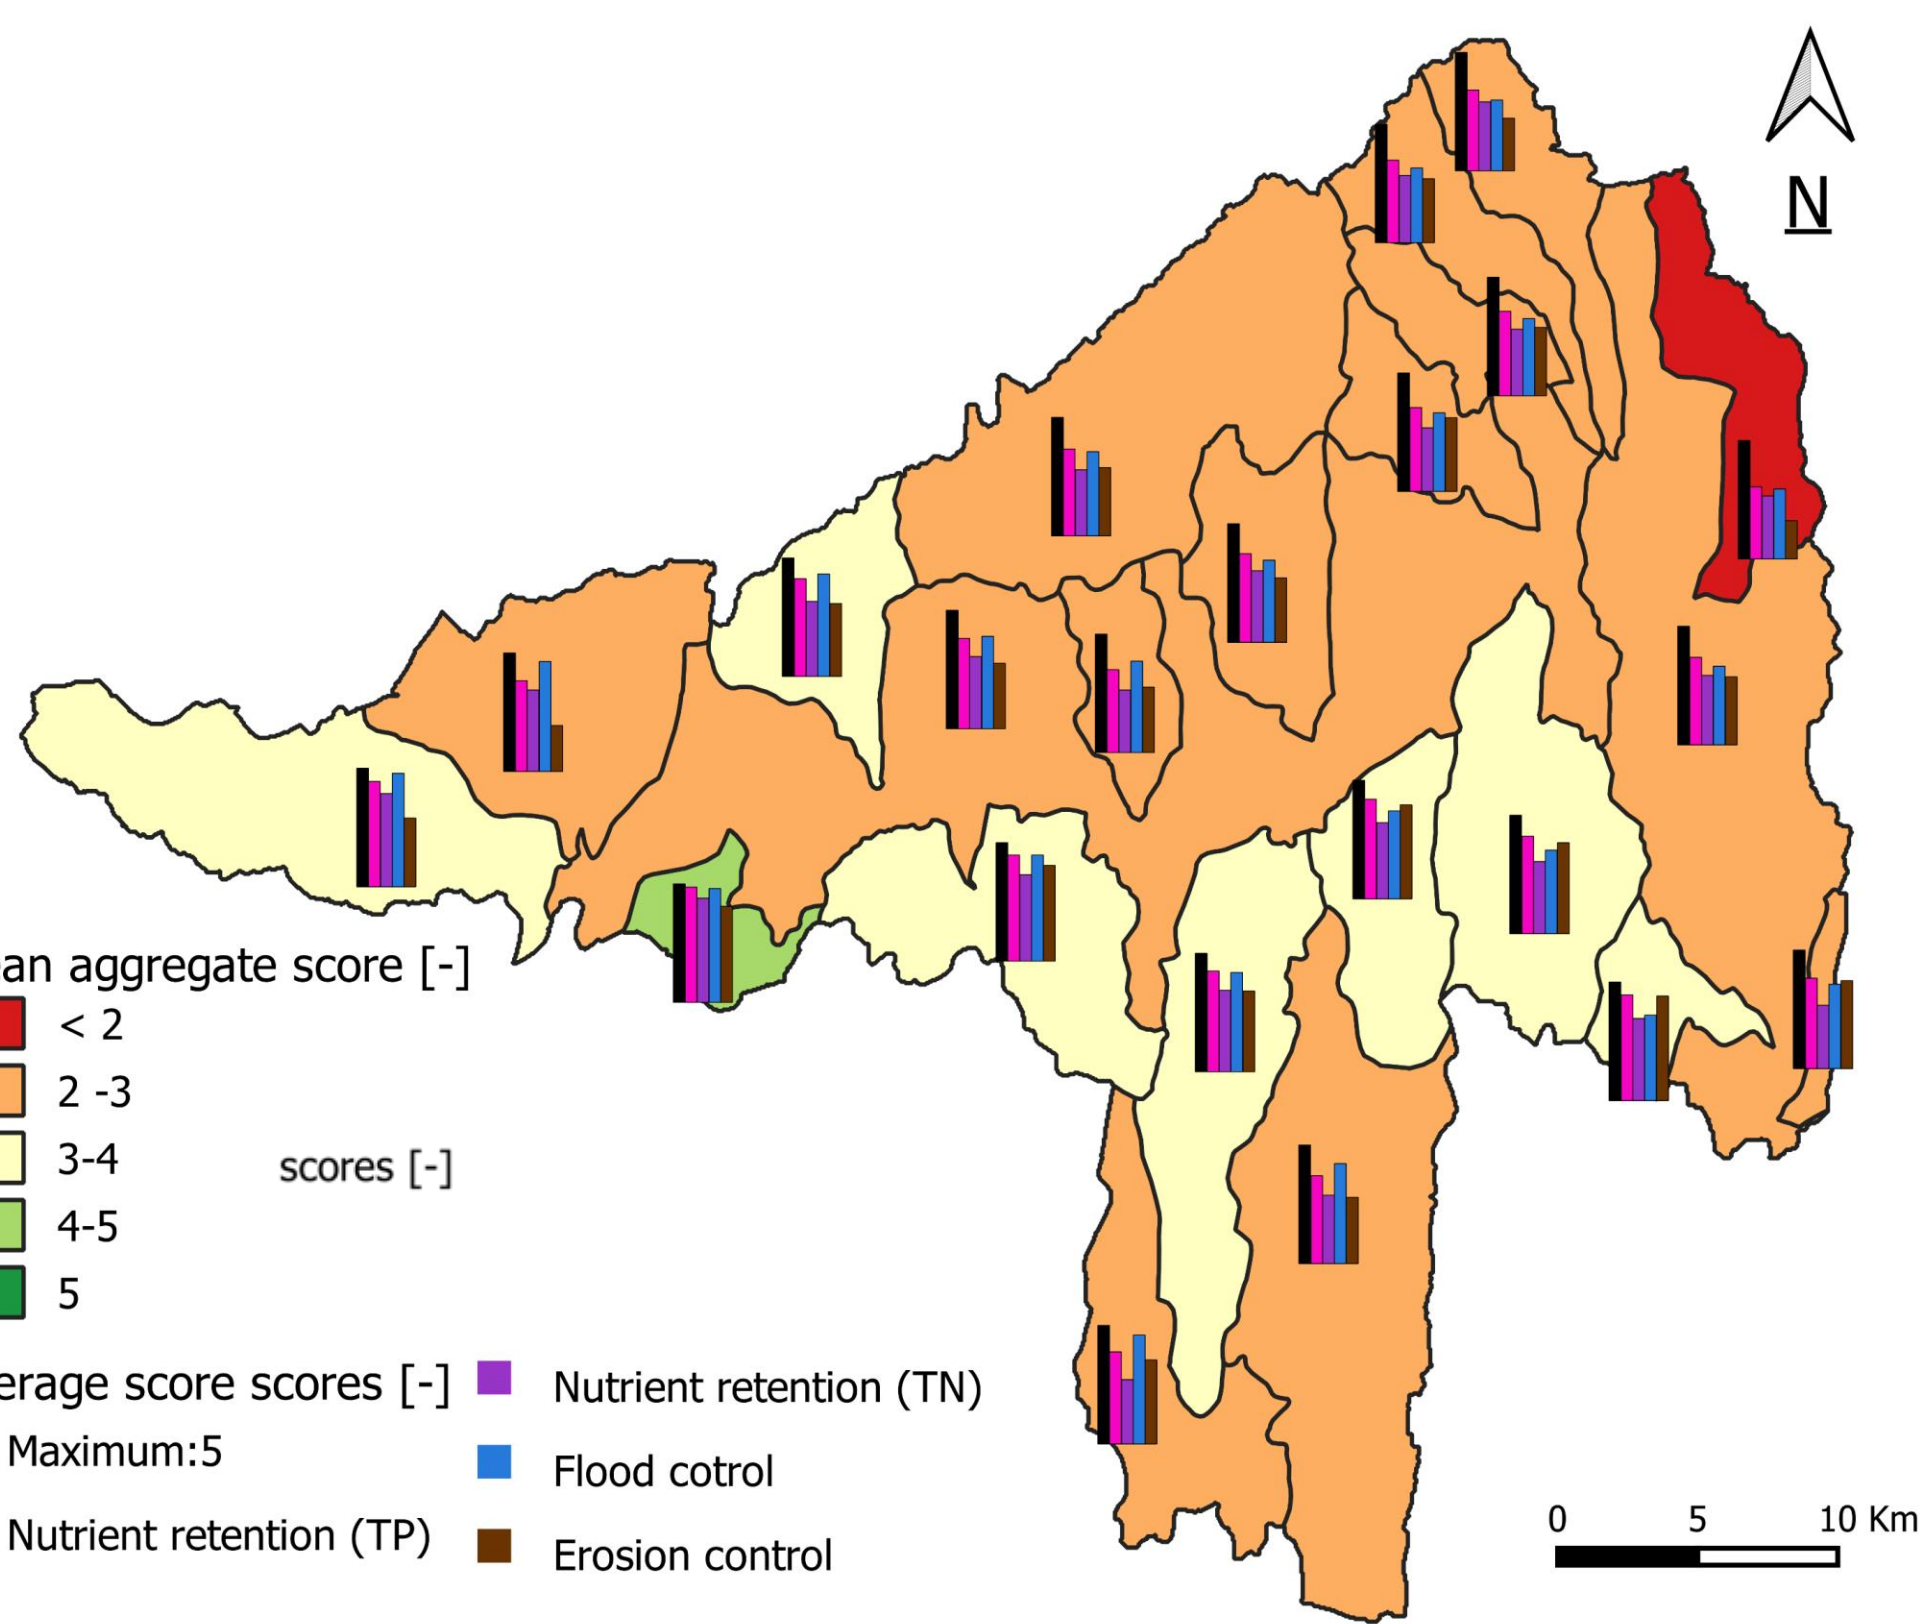 N
an aggregate score [-]
< 2
2 -3
3-4
scores [-]
4-5
5
erage score scores [-]
Maximum:5
Nutrient retention (TP)
Nutrient retention (TN)
Flood cotrol
Erosion control
0 5 10 Km